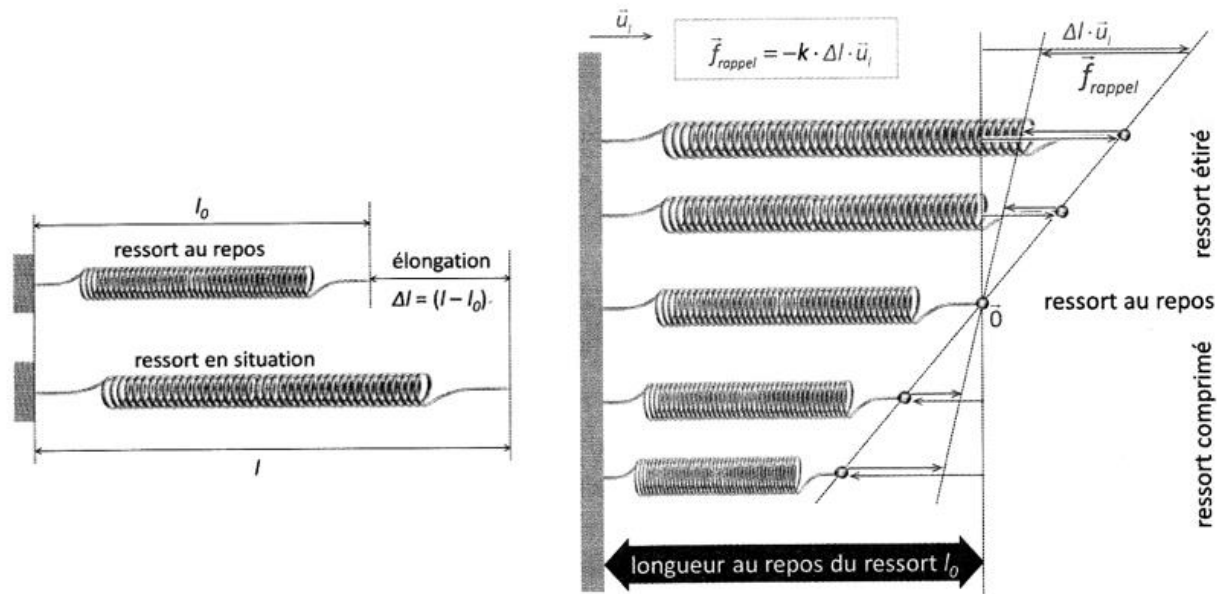 l₀
ressort au repos
élongation
Δl = (l – l₀)
ressort en situation
l
u⃗ₗ
f⃗rappel = –k · Δl · u⃗ₗ
Δl · u⃗ₗ
f⃗rappel
ressort étiré
ressort au repos
0⃗
ressort comprimé
longueur au repos du ressort l₀